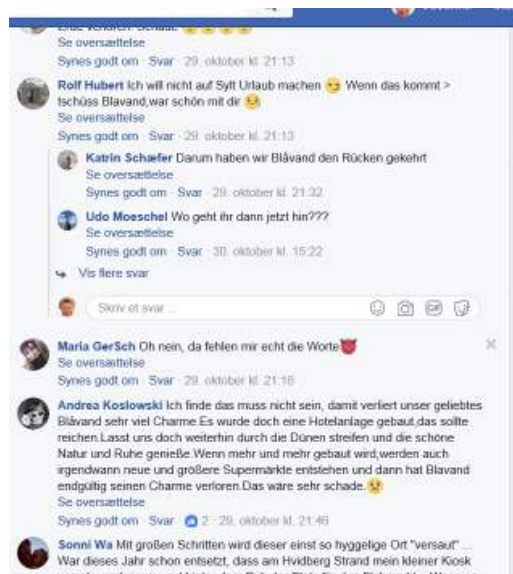 Se oversættelse
Synes godt om · Svar · 29. oktober kl. 21:13
Rolf Hubert Ich will nicht auf Sylt Urlaub machen 😏 Wenn das kommt >
tschüss Blavand,war schön mit dir 😢
Se oversættelse
Synes godt om · Svar · 29. oktober kl. 21:13
Katrin Schæfer Darum haben wir Blåvand den Rücken gekehrt
Se oversættelse
Synes godt om · Svar · 29. oktober kl. 21:32
Udo Moeschel Wo geht ihr dann jetzt hin???
Se oversættelse
Synes godt om · Svar · 30. oktober kl. 15:22
Vis flere svar
Skriv et svar ...
GIF
Maria GerSch Oh nein, da fehlen mir echt die Worte 😈
Se oversættelse
Synes godt om · Svar · 29. oktober kl. 21:18
Andrea Koslowski Ich finde das muss nicht sein, damit verliert unser geliebtes
Blåvand sehr viel Charme.Es wurde doch eine Hotelanlage gebaut,das sollte
reichen.Lasst uns doch weiterhin durch die Dünen streifen und die schöne
Natur und Ruhe genieße.Wenn mehr und mehr gebaut wird,werden auch
irgendwann neue und größere Supermärkte entstehen und dann hat Blavand
endgültig seinen Charme verloren.Das wäre sehr schade.😢
Se oversættelse
Synes godt om · Svar · 2 · 29. oktober kl. 21:46
Sonni Wa Mit großen Schritten wird dieser einst so hyggelige Ort "versaut" ...
War dieses Jahr schon entsetzt, dass am Hvidberg Strand mein kleiner Kiosk